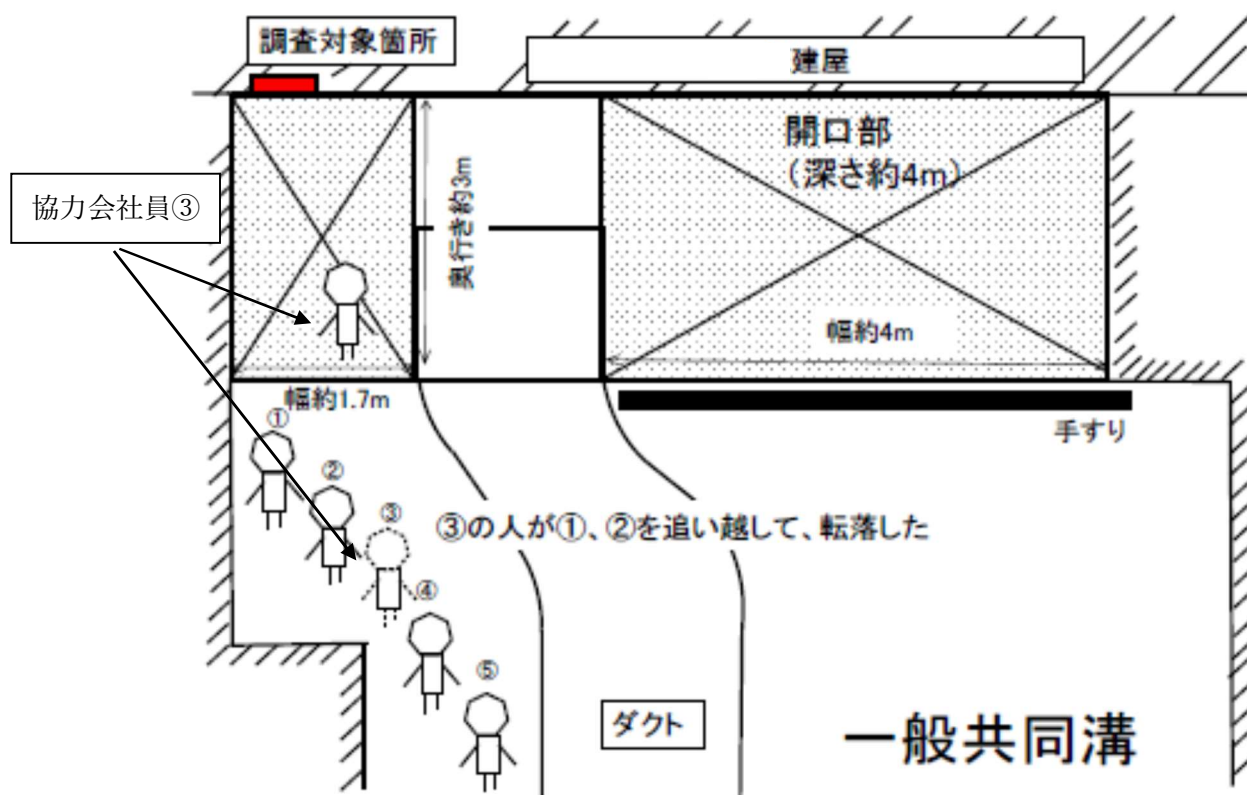 調査対象箇所
建屋
開口部
(深さ約4m)
協力会社員③
奥行き約3m
幅約4m
幅約1.7m
手すり
①
②
③
③の人が①、②を追い越して、転落した
④
⑤
ダクト
一般共同溝